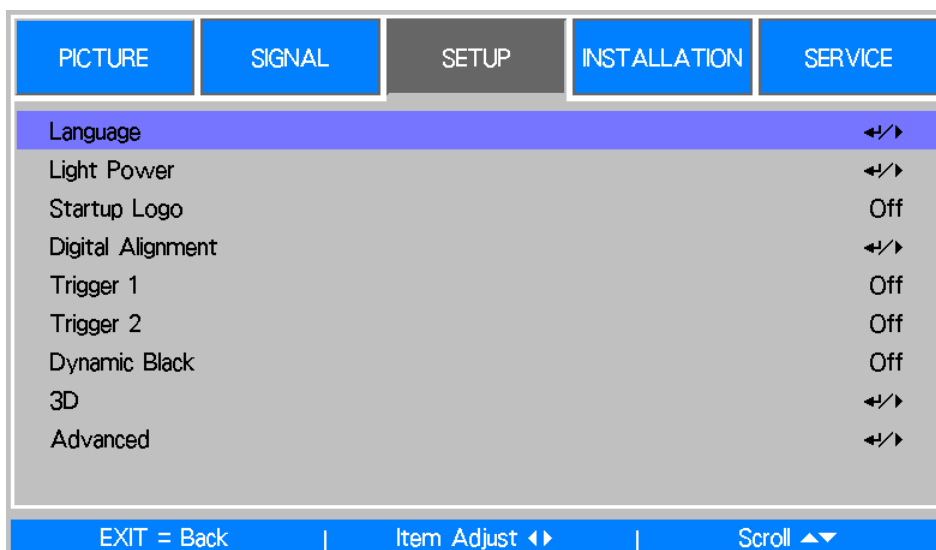 PICTURE SIGNAL SETUP INSTALLATION SERVICE
Language ↵/▶
Light Power ↵/▶
Startup Logo Off
Digital Alignment ↵/▶
Trigger 1 Off
Trigger 2 Off
Dynamic Black Off
3D ↵/▶
Advanced ↵/▶
EXIT = Back | Item Adjust ◀▶ | Scroll ▲▼